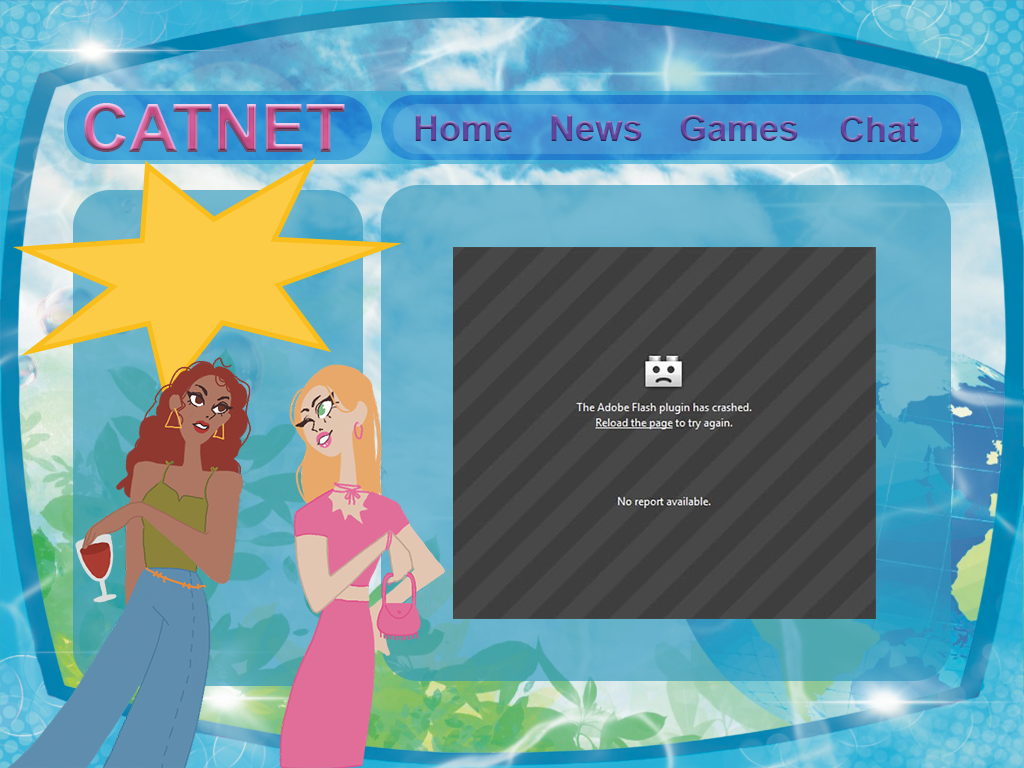 CATNET
Home News Games Chat
The Adobe Flash plugin has crashed.
Reload the page to try again.
No report available.